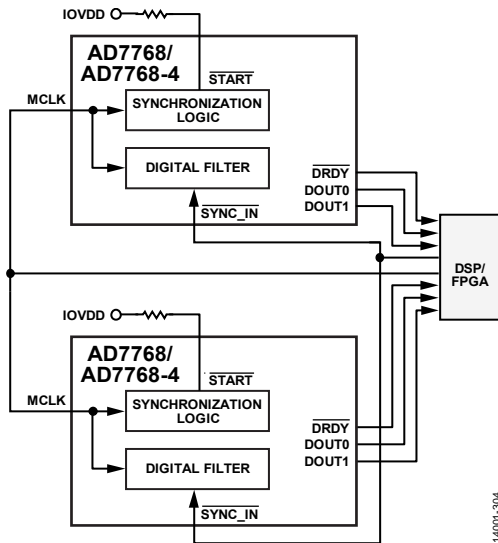 IOVDD
AD7768/
AD7768-4
START
MCLK
SYNCHRONIZATION
LOGIC
DIGITAL FILTER
DRDY
DOUT0
DOUT1
SYNC_IN
DSP/
FPGA
IOVDD
AD7768/
AD7768-4
START
MCLK
SYNCHRONIZATION
LOGIC
DRDY
DOUT0
DOUT1
DIGITAL FILTER
SYNC_IN
14001-304